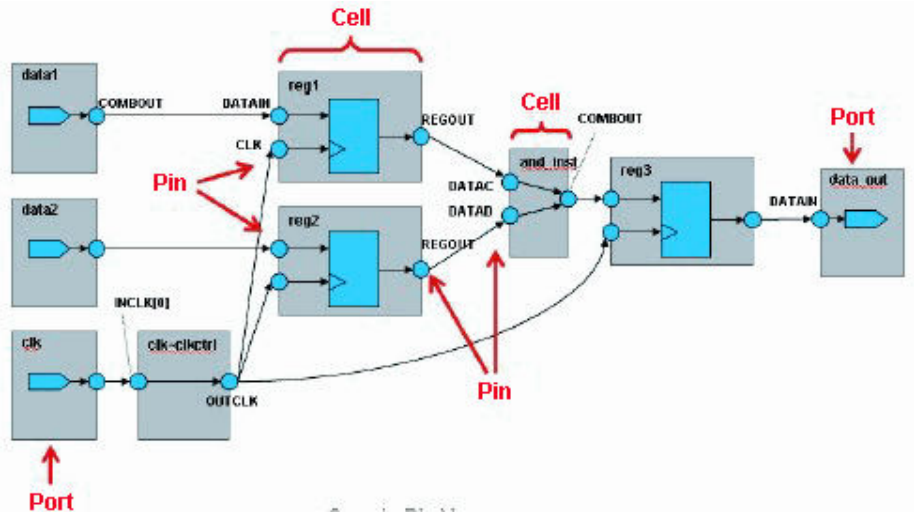 Cell
data1
reg1
COMBOUT
DATAIN
CLK
REGOUT
Cell
COMBOUT
Port
Pin
and_inst
reg3
data_out
DATAC
DATAD
DATAIN
data2
reg2
REGOUT
INCLK[0]
clk
clk~clkctrl
OUTCLK
Pin
Port